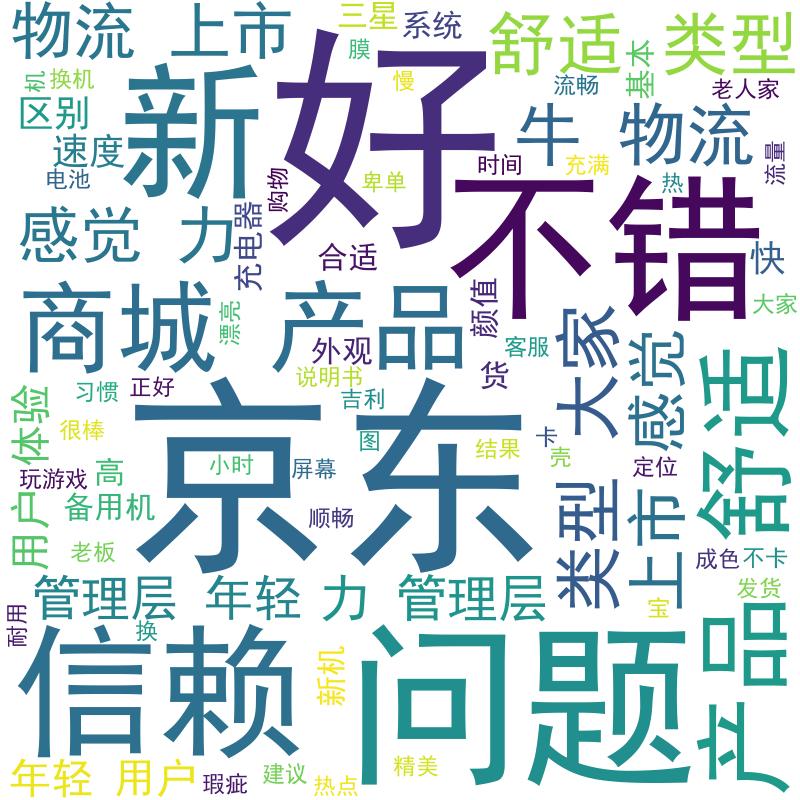 物流
上市
三星
系统
舒适
类型
膜
基本
机
换机
慢
流畅
老人家
区别
新
好
牛
物流
速度
电池
购物
卑单
时间
充满
热
流量
不错
感觉
力
充电器
合适
快
商城
漂亮
产品
颜值
大家
大家
感觉
舒适
外观
客服
说明书
货
体验
习惯
正好
京东
吉利
很棒
图
结果
卡
壳
玩游戏
高
小时
屏幕
定位
用户
备用机
顺畅
类型
上市
老板
成色
不卡
管理层
年轻
力
管理层
发货
耐用
换
宝
产品
信赖
新机
问题
年轻
用户
瑕疵
建议
热点
精美